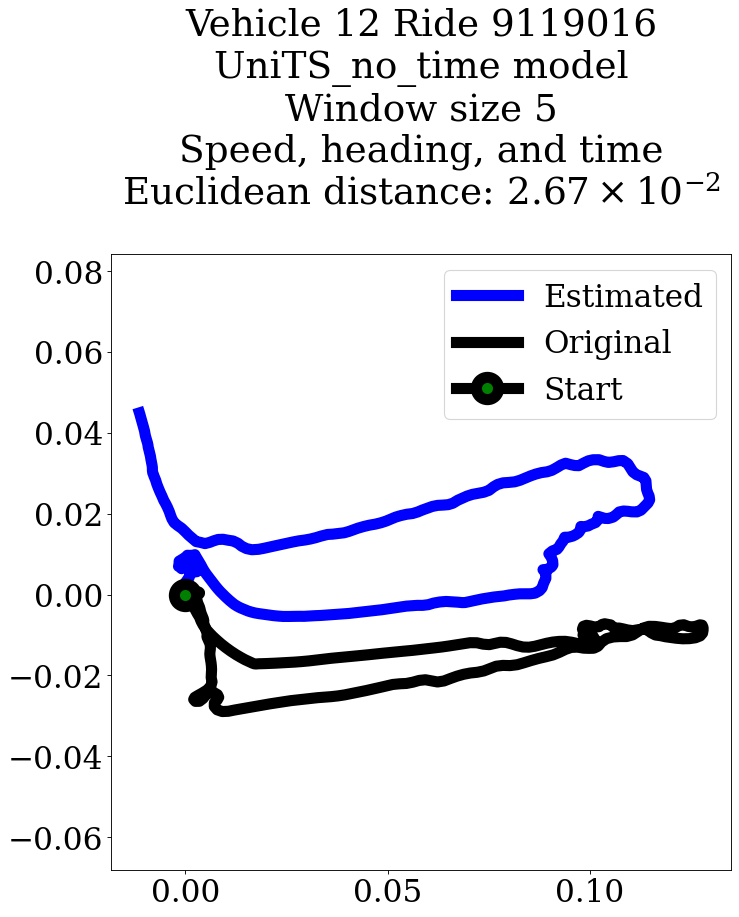 Vehicle 12 Ride 9119016
UniTS_no_time model
Window size 5
Speed, heading, and time
Euclidean distance: 2.67 × 10⁻²
0.08
0.06
0.04
0.02
0.00
−0.02
−0.04
−0.06
Estimated
Original
Start
0.00 0.05 0.10